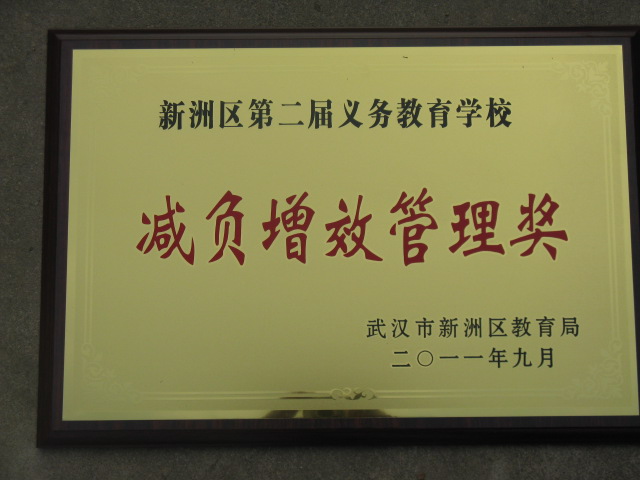 新洲区第二届义务教育学校
减负增效管理奖
武汉市新洲区教育局
二〇一一年九月